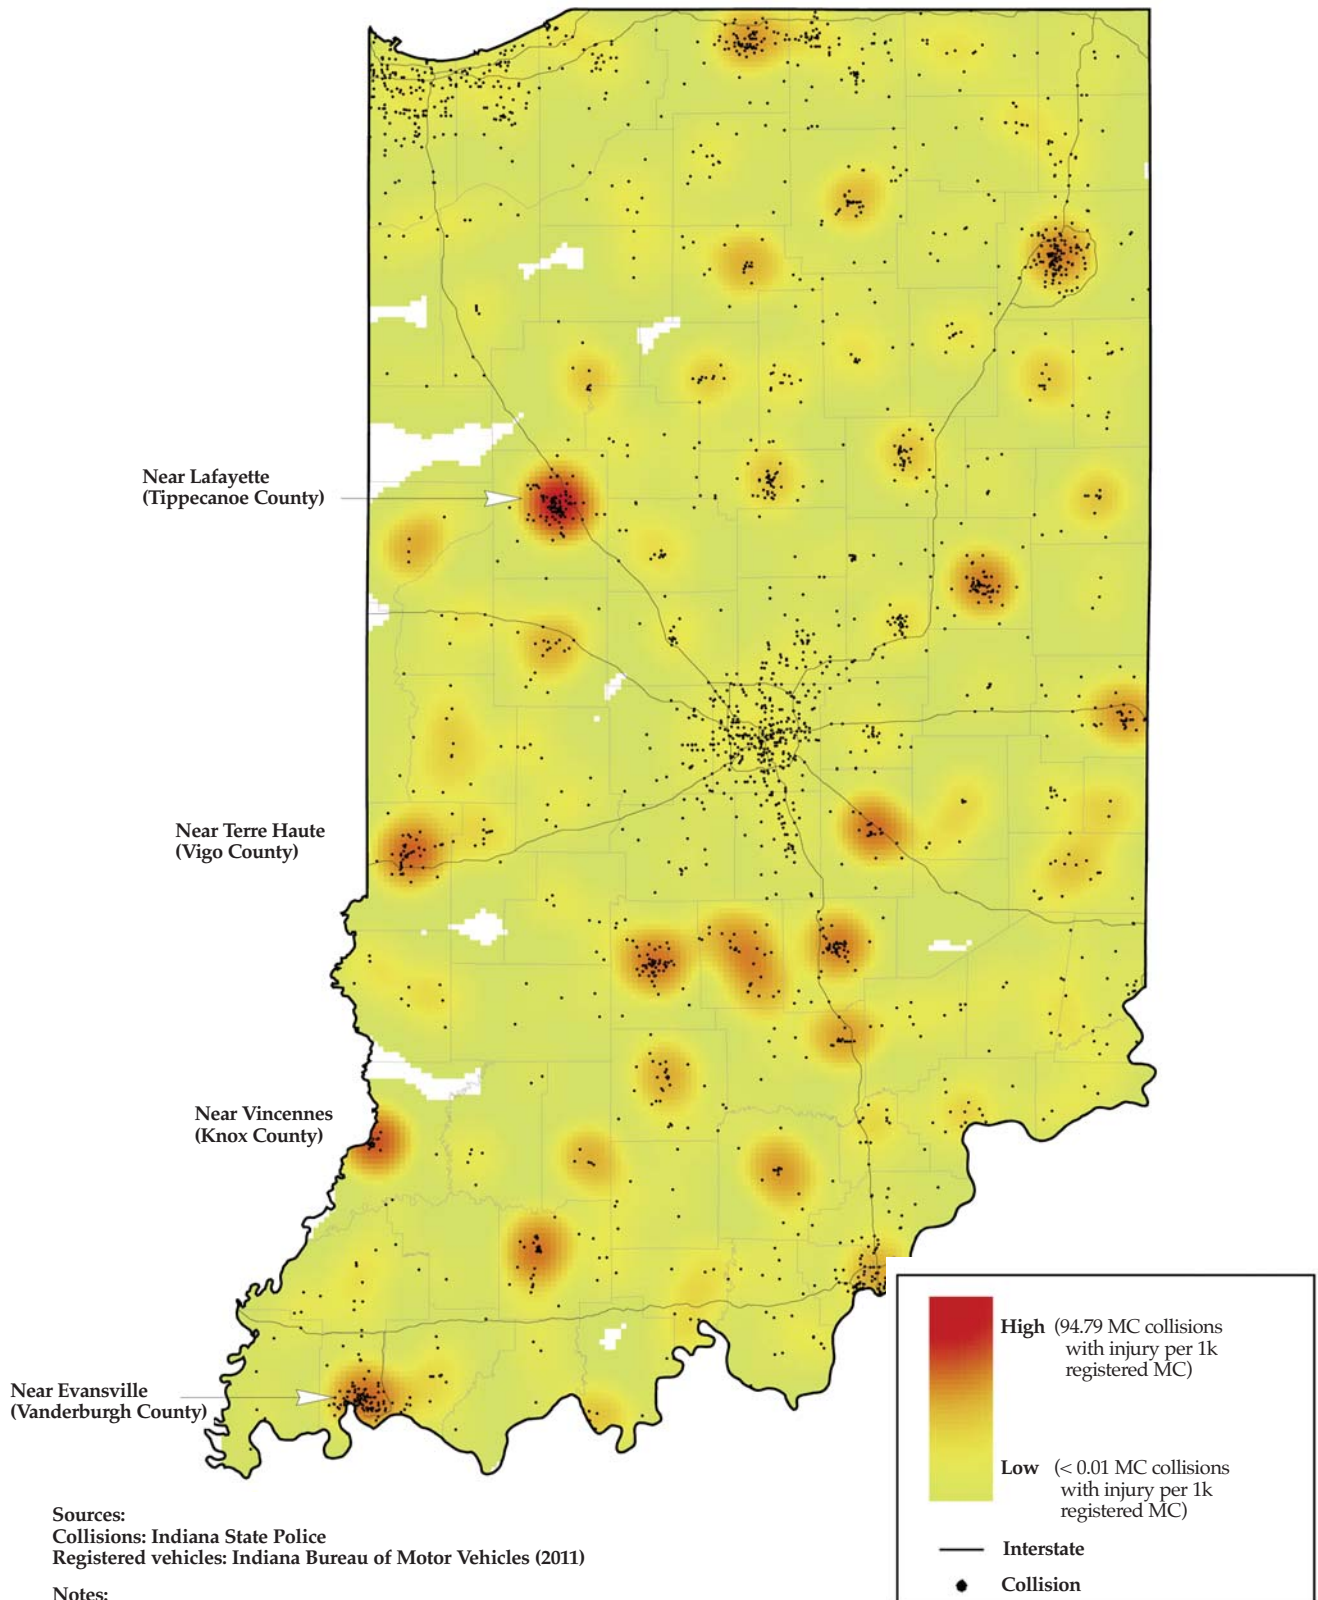 Near Lafayette
(Tippecanoe County)
Near Terre Haute
(Vigo County)
Near Vincennes
(Knox County)
Near Evansville
(Vanderburgh County)
High (94.79 MC collisions
with injury per 1k
registered MC)
Low (< 0.01 MC collisions
with injury per 1k
registered MC)
Interstate
Collision
Sources:
Collisions: Indiana State Police
Registered vehicles: Indiana Bureau of Motor Vehicles (2011)
Notes: